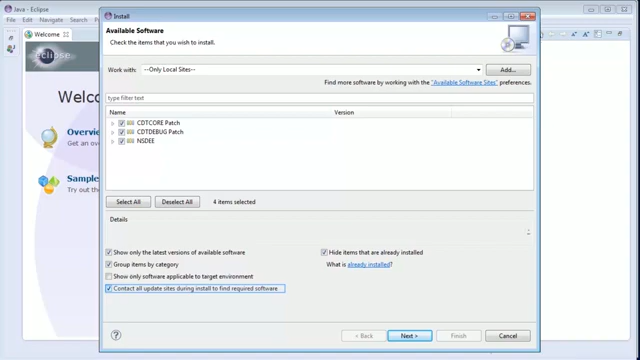 Java - Eclipse
File Edit Navigate Search
Welcome
eclipse
Welco
Overvie
Get an ov
Sample
Try out the
Install
Available Software
Check the items that you wish to install.
Work with: --Only Local Sites--
Add...
Find more software by working with the "Available Software Sites" preferences.
type filter text
Name Version
CDTCORE Patch
CDTDEBUG Patch
NSDEE
Select All Deselect All 4 items selected
Details
Show only the latest versions of available software Hide items that are already installed
Group items by category What is already installed?
Show only software applicable to target environment
Contact all update sites during install to find required software
? < Back Next > Finish Cancel